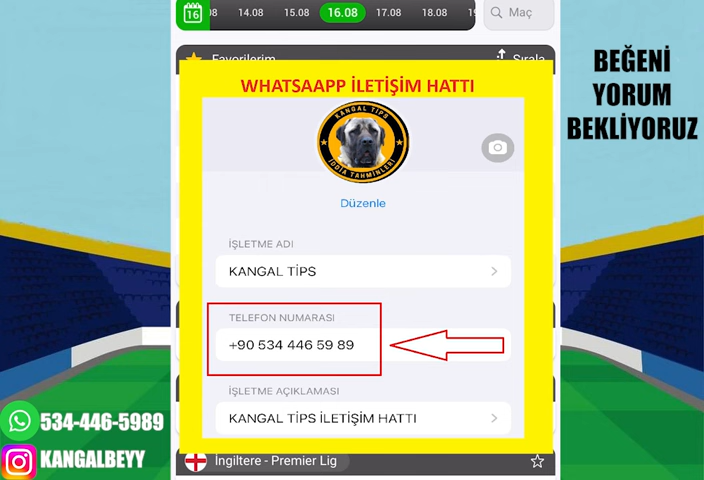 16
14.08 15.08 16.08 17.08 18.08
Maç
Favorilerim
Sırala
WHATSAAPP İLETİŞİM HATTI
KANGAL TİPS
İDDİA TAHMİNLERİ
Düzenle
İŞLETME ADI
KANGAL TİPS
TELEFON NUMARASI
+90 534 446 59 89
İŞLETME AÇIKLAMASI
KANGAL TİPS İLETİŞİM HATTI
İngiltere - Premier Lig
BEĞENİ
YORUM
BEKLİYORUZ
534-446-5989
KANGALBEYY